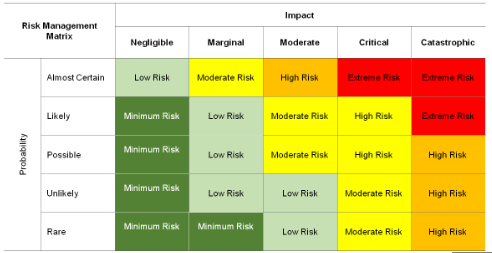 Risk Management
Matrix
Impact
Negligible Marginal Moderate Critical Catastrophic
Probability
Almost Certain Low Risk Moderate Risk High Risk Extreme Risk Extreme Risk
Likely Minimum Risk Low Risk Moderate Risk High Risk Extreme Risk
Possible Minimum Risk Low Risk Moderate Risk High Risk High Risk
Unlikely Minimum Risk Low Risk Low Risk Moderate Risk High Risk
Rare Minimum Risk Minimum Risk Low Risk Moderate Risk High Risk